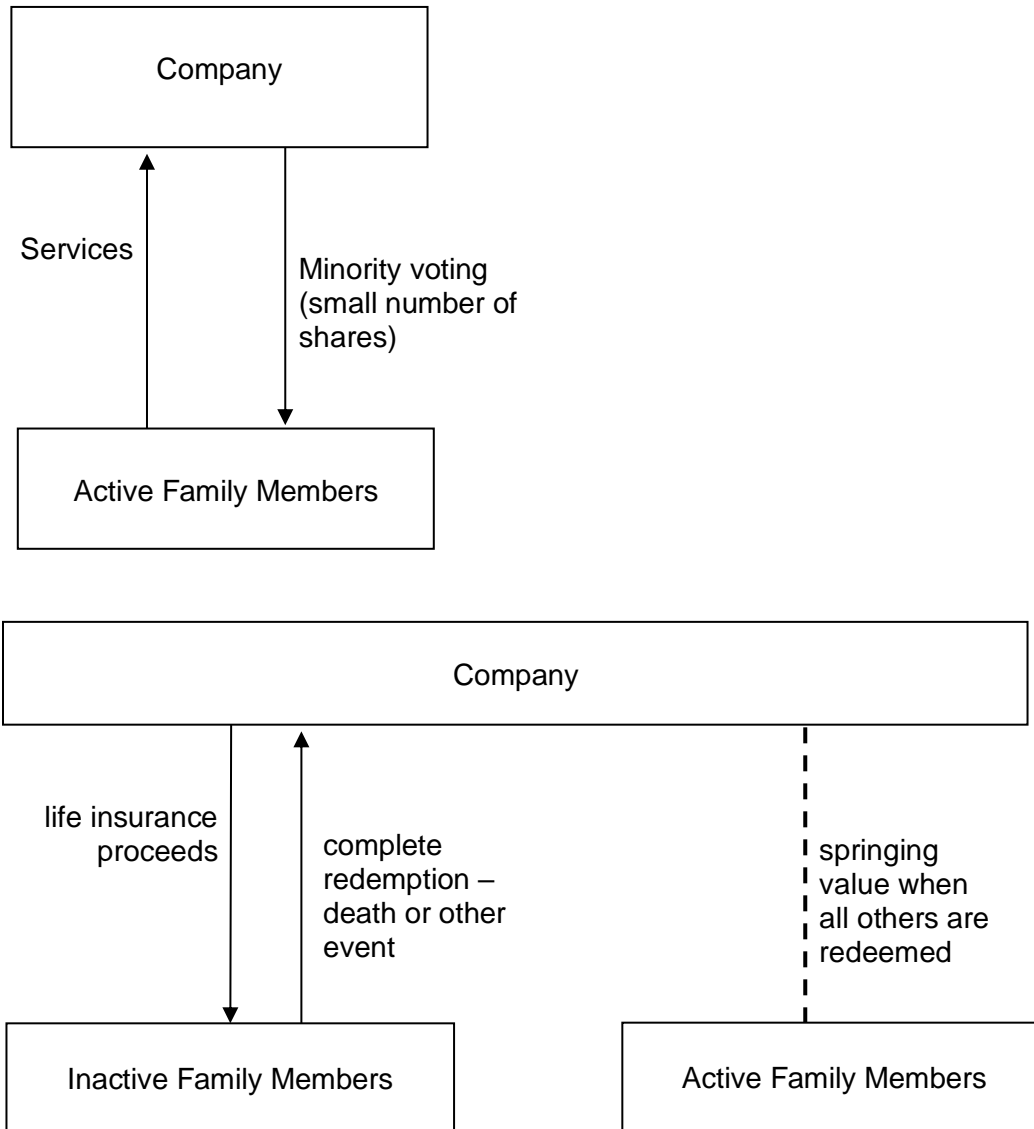 Company
Services
Minority voting
(small number of
shares)
Active Family Members
Company
life insurance
proceeds
complete
redemption –
death or other
event
springing
value when
all others are
redeemed
Inactive Family Members
Active Family Members